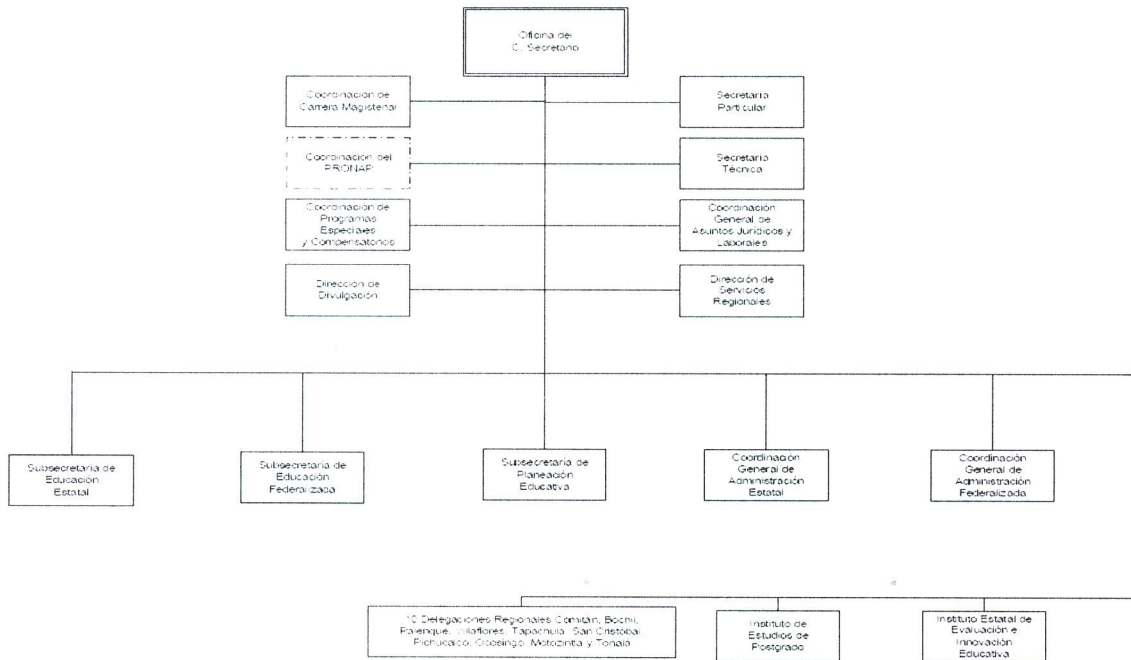 Oficina del
C. Secretario
Coordinación de
Carrera Magisterial
Secretaría
Particular
Coordinación del
PRONAP
Secretaría
Técnica
Coordinación de
Programas
Especiales
y Compensatorios
Coordinación
General de
Asuntos Jurídicos y
Laborales
Dirección de
Divulgación
Dirección de
Servicios
Regionales
Subsecretaría de
Educación
Estatal
Subsecretaría de
Educación
Federalizada
Subsecretaría de
Planeación
Educativa
Coordinación
General de
Administración
Estatal
Coordinación
General de
Administración
Federalizada
10 Delegaciones Regionales Comitán, Bochil,
Palenque, Villaflores, Tapachula, San Cristóbal,
Pichucalco, Ocosingo, Motozintla y Tonalá
Instituto de
Estudios de
Postgrado
Instituto Estatal de
Evaluación e
Innovación
Educativa